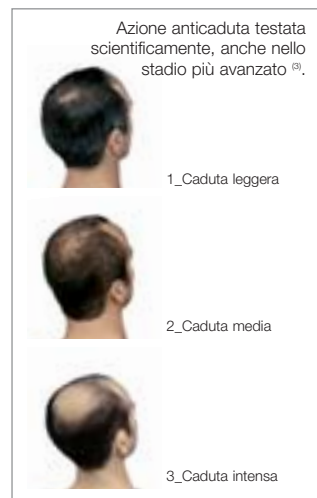 Azione anticaduta testata
scientificamente, anche nello
stadio più avanzato (3).
1_Caduta leggera
2_Caduta media
3_Caduta intensa